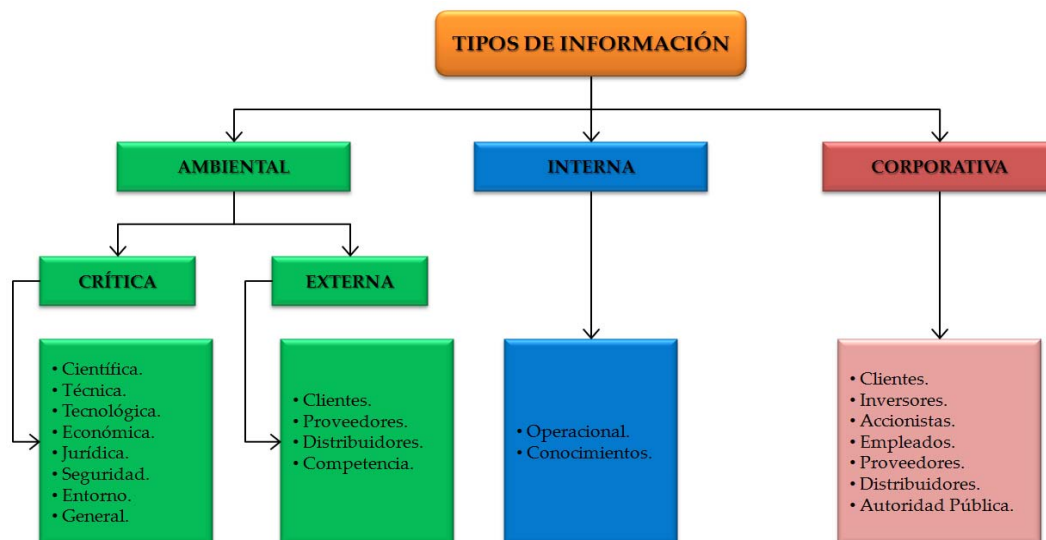 TIPOS DE INFORMACIÓN
AMBIENTAL
INTERNA
CORPORATIVA
CRÍTICA
EXTERNA
• Científica.
• Técnica.
• Tecnológica.
• Económica.
• Jurídica.
• Seguridad.
• Entorno.
• General.
• Clientes.
• Proveedores.
• Distribuidores.
• Competencia.
• Operacional.
• Conocimientos.
• Clientes.
• Inversores.
• Accionistas.
• Empleados.
• Proveedores.
• Distribuidores.
• Autoridad Pública.